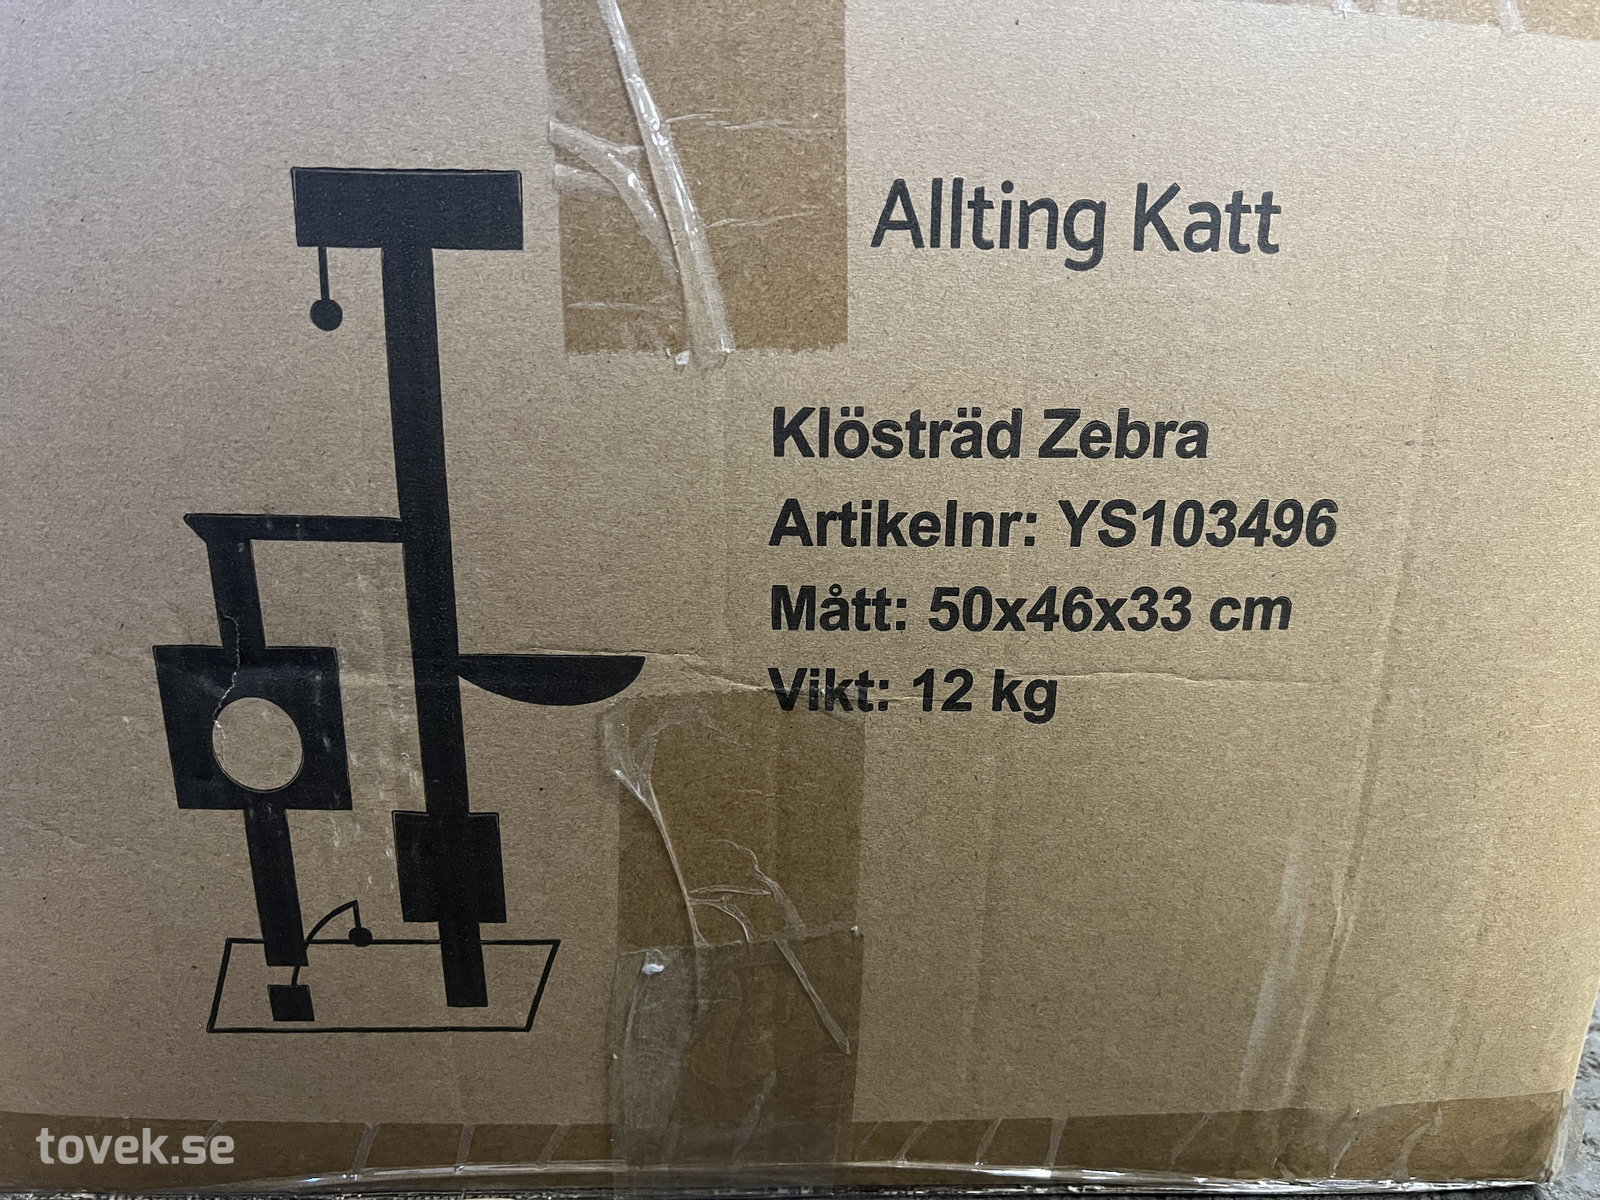 Allting Katt
Klösträd Zebra
Artikelnr: YS103496
Mått: 50x46x33 cm
Vikt: 12 kg
tovek.se